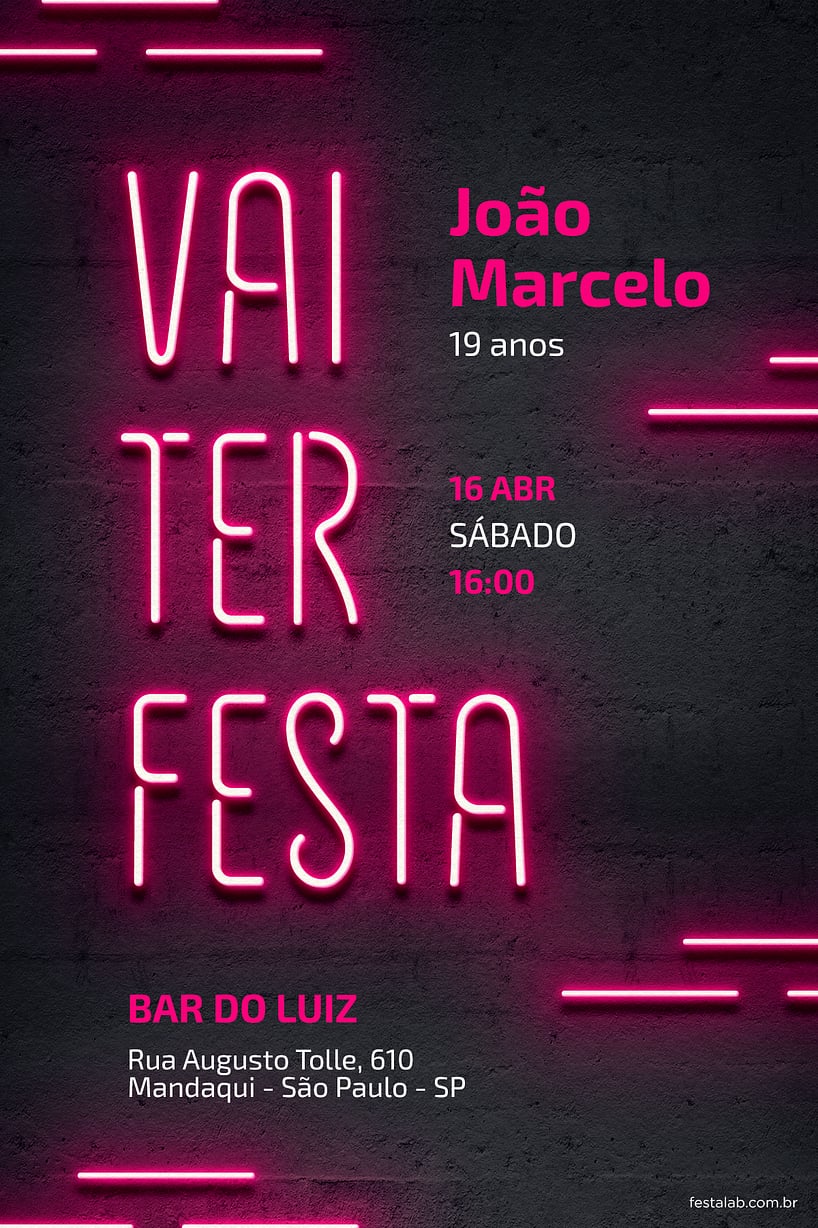 VAI
TER
FESTA
João
Marcelo
19 anos
16 ABR
SÁBADO
16:00
BAR DO LUIZ
Rua Augusto Tolle, 610
Mandaqui - São Paulo - SP
festalab.com.br